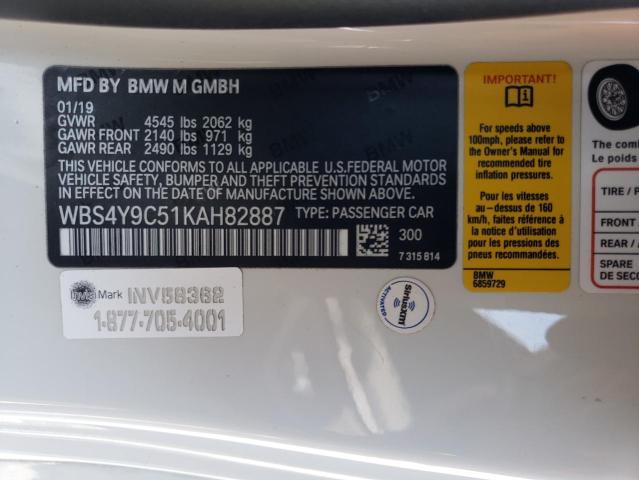 MFD BY BMW M GMBH
01/19
GVWR 4545 lbs 2062 kg
GAWR FRONT 2140 lbs 971 kg
GAWR REAR 2490 lbs 1129 kg
THIS VEHICLE CONFORMS TO ALL APPLICABLE U.S.FEDERAL MOTOR
VEHICLE SAFETY, BUMPER AND THEFT PREVENTION STANDARDS
IN EFFECT ON THE DATE OF MANUFACTURE SHOWN ABOVE.
WBS4Y9C51KAH82887 TYPE: PASSENGER CAR
300
7 315 814
InvisiMark INV58362
1-877-705-4001
ACTIVATED
SiriusXM
IMPORTANT
For speeds above
100mph, please refer to
the Owner's Manual for
recommended tire
inflation pressures.
Pour les vitesses
au-dessus de 160
km/h, faites référence à
la notice d'utilisation
pour les pressions des
pneus recommandées.
BMW
6859729
The comb
Le poids
TIRE / P
FRONT /
REAR / A
SPARE
DE SECO